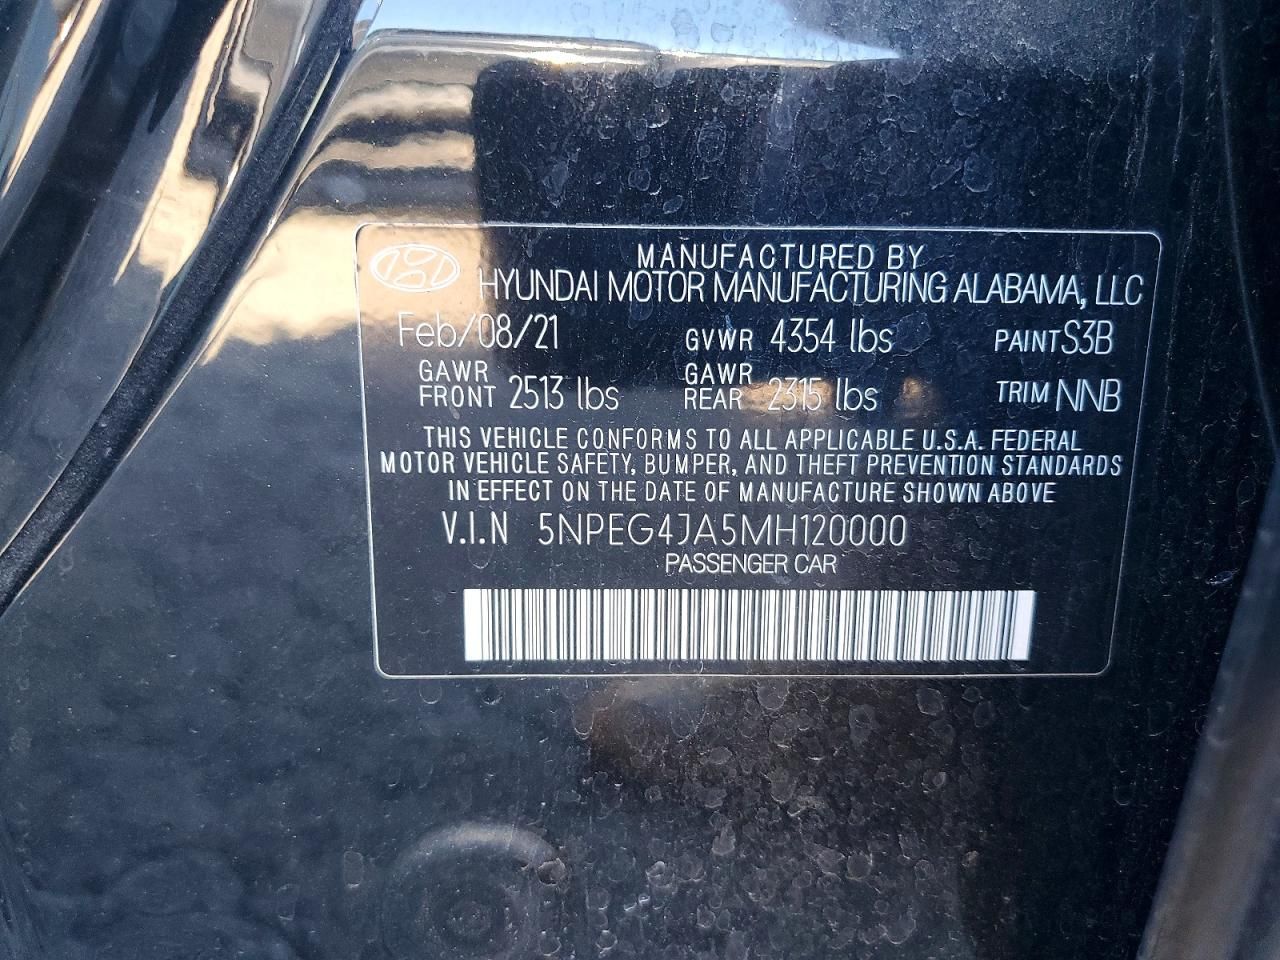 MANUFACTURED BY
HYUNDAI MOTOR MANUFACTURING ALABAMA, LLC
Feb/08/21 GVWR 4354 lbs PAINT S3B
GAWR FRONT 2513 lbs GAWR REAR 2315 lbs TRIM NNB
THIS VEHICLE CONFORMS TO ALL APPLICABLE U.S.A. FEDERAL
MOTOR VEHICLE SAFETY, BUMPER, AND THEFT PREVENTION STANDARDS
IN EFFECT ON THE DATE OF MANUFACTURE SHOWN ABOVE
V.I.N 5NPEG4JA5MH120000
PASSENGER CAR